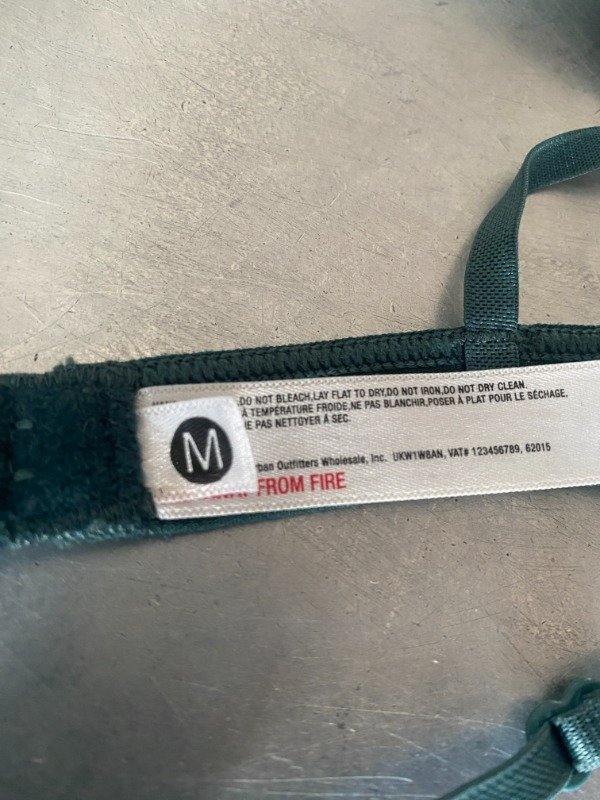 ,DO NOT BLEACH,LAY FLAT TO DRY,DO NOT IRON,DO NOT DRY CLEAN.
À TEMPÉRATURE FROIDE,NE PAS BLANCHIR,POSER À PLAT POUR LE SÉCHAGE.
PAS NETTOYER À SEC.
M
Outfitters Wholesale, Inc. UKW1W8AN, VAT# 123456789, 62015
FROM FIRE